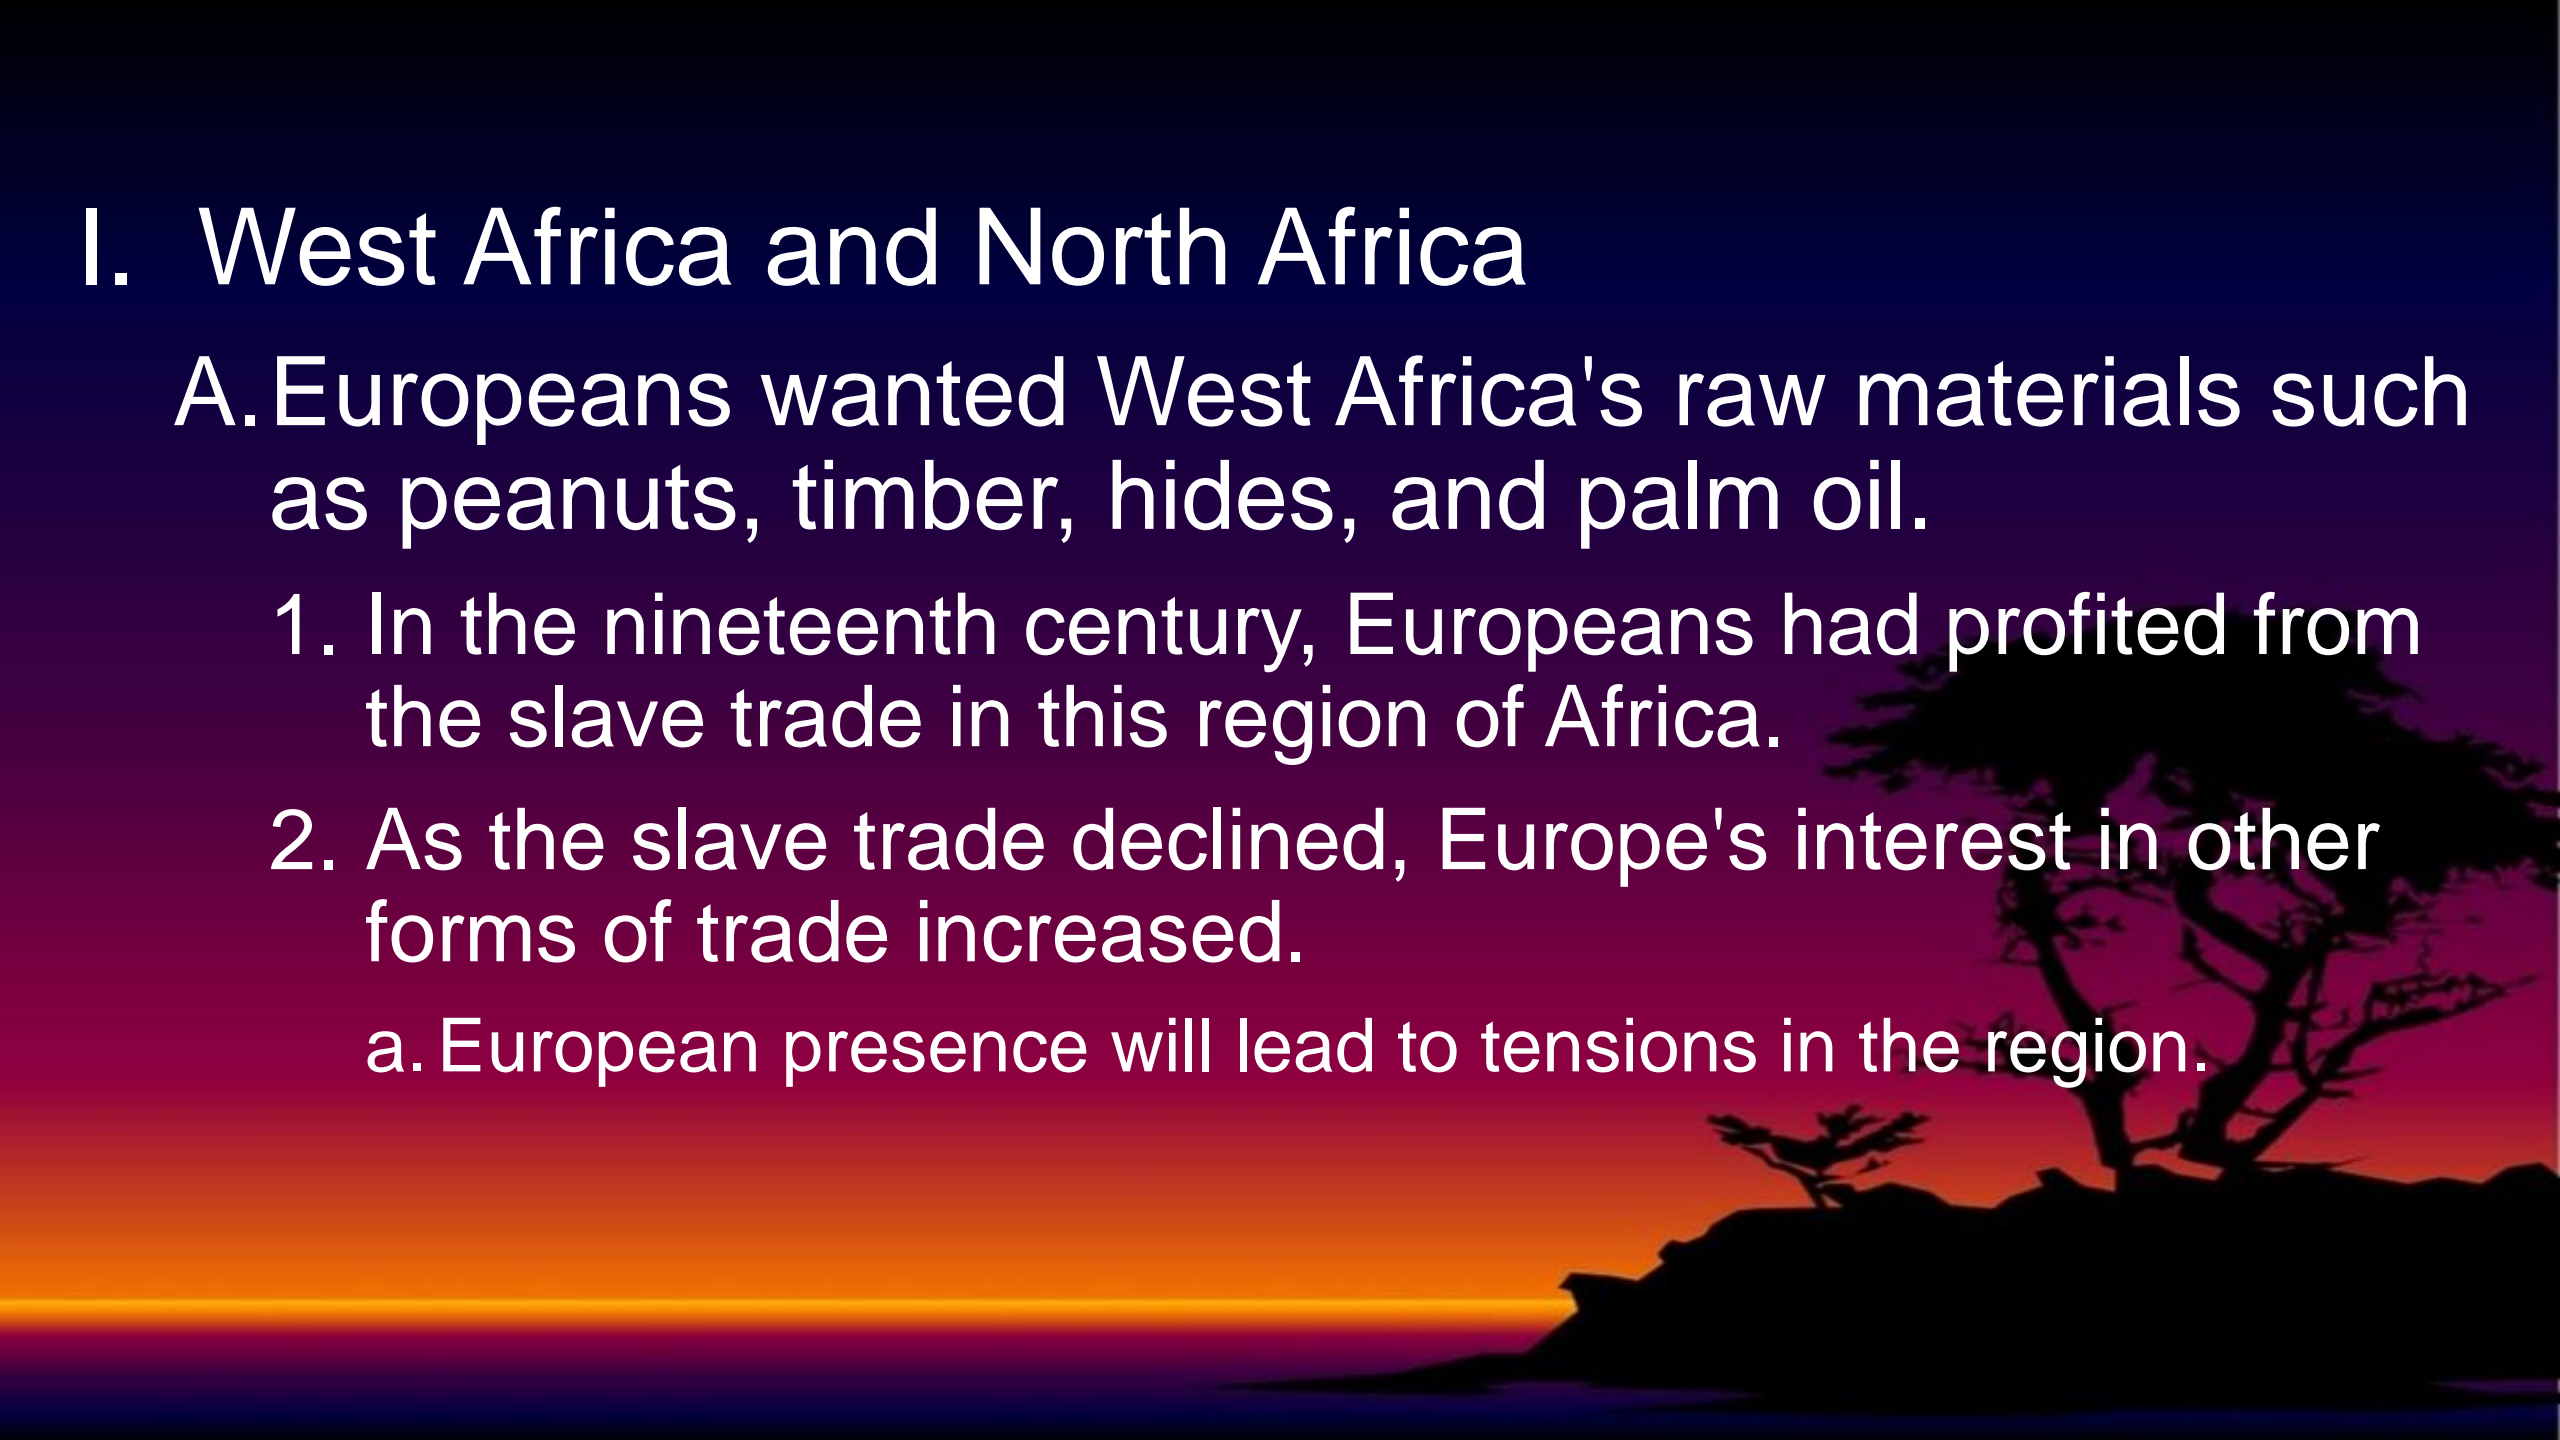 I. West Africa and North Africa
A. Europeans wanted West Africa's raw materials such
as peanuts, timber, hides, and palm oil.
1. In the nineteenth century, Europeans had profited from
the slave trade in this region of Africa.
2. As the slave trade declined, Europe's interest in other
forms of trade increased.
a. European presence will lead to tensions in the region.